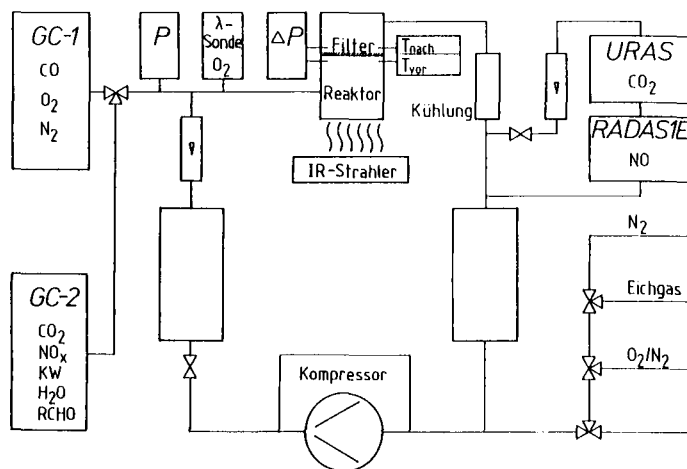 GC-1
CO
O₂
N₂
P
λ-
Sonde
O₂
ΔP
Filter
Reaktor
Tnach
Tvor
IR-Strahler
Kühlung
URAS
CO₂
RADAS1E
NO
GC-2
CO₂
NOₓ
KW
H₂O
RCHO
Kompressor
N₂
Eichgas
O₂/N₂